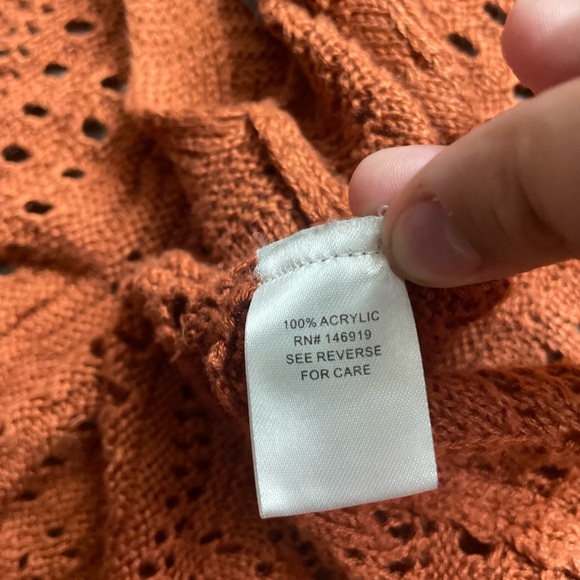 100% ACRYLIC
RN# 146919
SEE REVERSE
FOR CARE